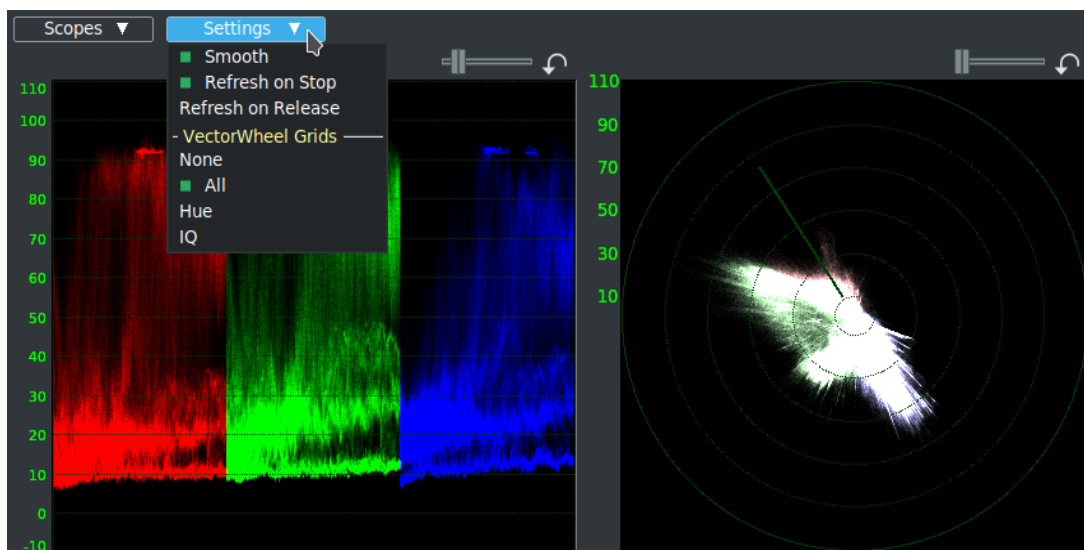 Scopes ▼
Settings ▼
Smooth
Refresh on Stop
Refresh on Release
- VectorWheel Grids
None
All
Hue
IQ
110
100
90
80
70
60
50
40
30
20
10
0
-10
110
90
70
50
30
10